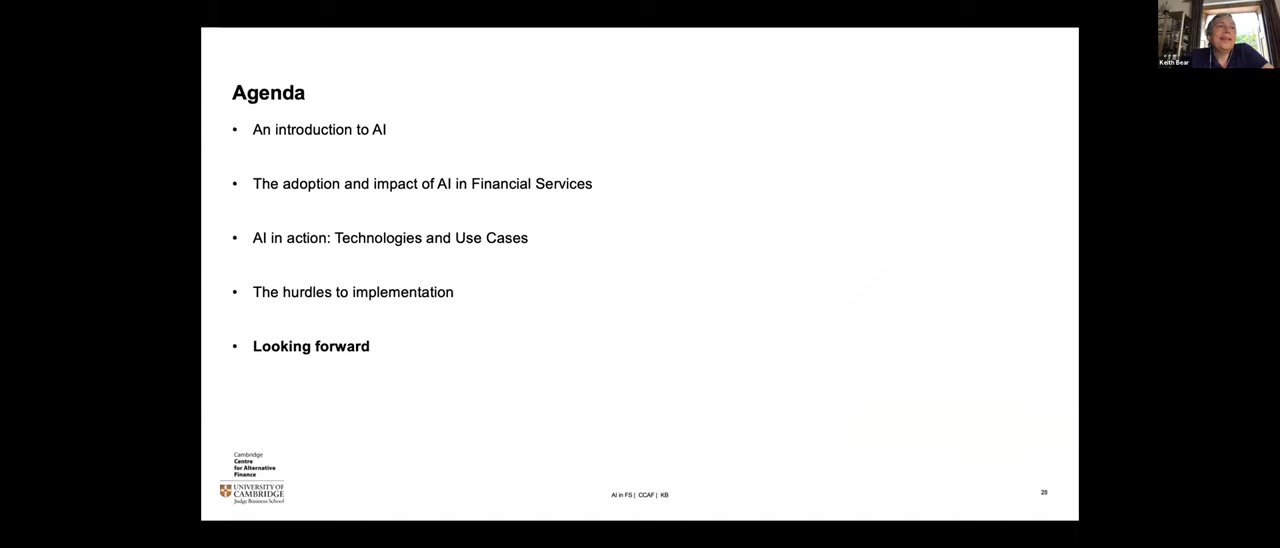 Agenda
• An introduction to AI
• The adoption and impact of AI in Financial Services
• AI in action: Technologies and Use Cases
• The hurdles to implementation
• Looking forward
Cambridge
Centre
for Alternative
Finance
UNIVERSITY OF
CAMBRIDGE
Judge Business School
AI in FS | CCAF | KB
28
Keith Bear